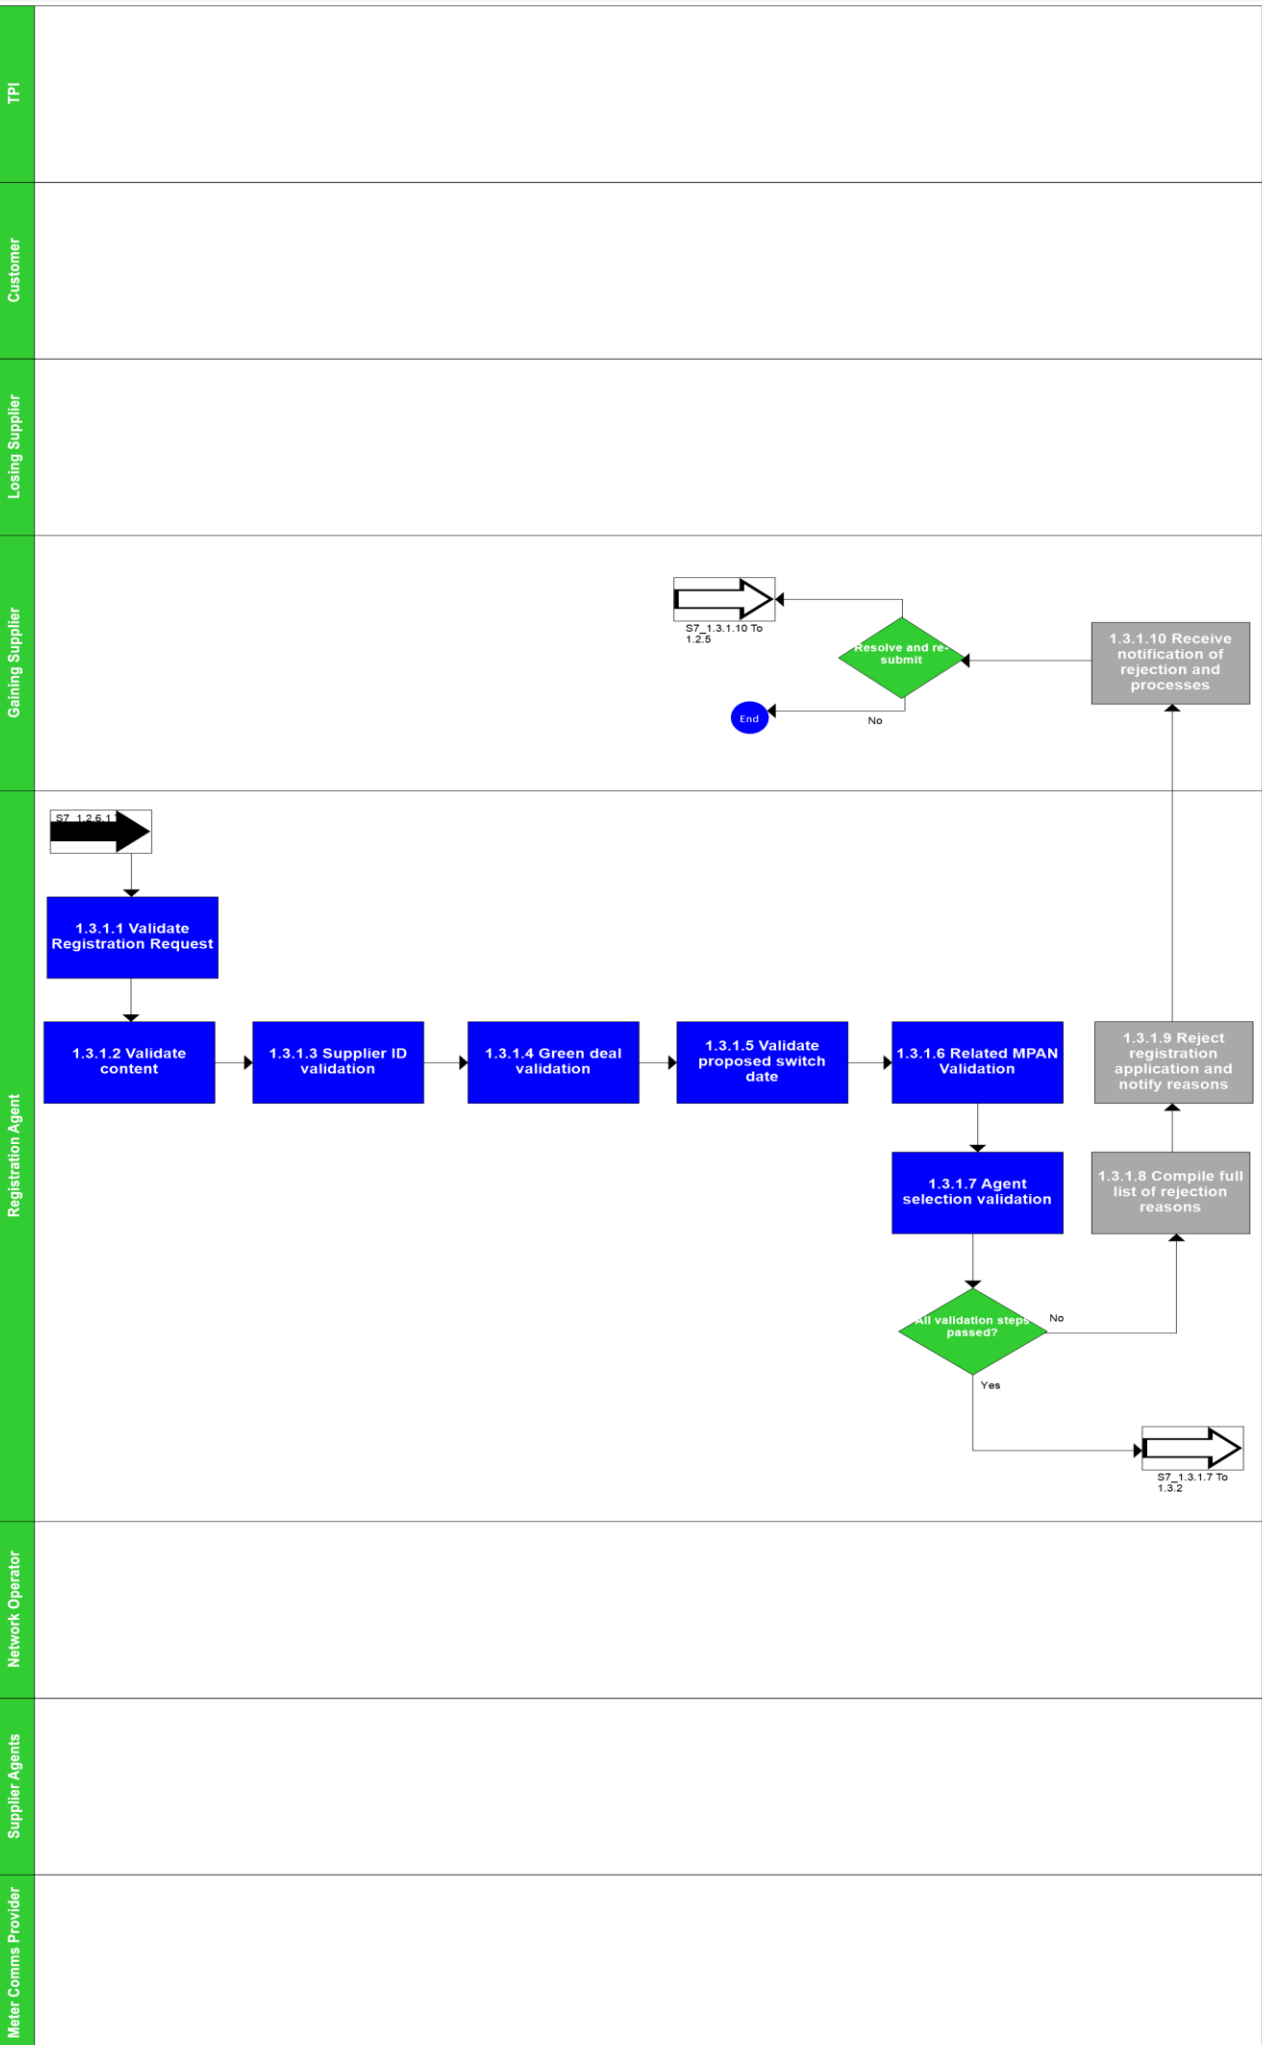 TPI
Customer
Losing Supplier
Gaining Supplier
S7_1.3.1.10 To
1.2.5
Resolve and re-
submit
1.3.1.10 Receive
notification of
rejection and
processes
End
No
Registration Agent
S7_1.2.6.1
1.3.1.1 Validate
Registration Request
1.3.1.2 Validate
content
1.3.1.3 Supplier ID
validation
1.3.1.4 Green deal
validation
1.3.1.5 Validate
proposed switch
date
1.3.1.6 Related MPAN
Validation
1.3.1.9 Reject
registration
application and
notify reasons
1.3.1.7 Agent
selection validation
1.3.1.8 Compile full
list of rejection
reasons
All validation steps
passed?
No
Yes
S7_1.3.1.7 To
1.3.2
Network Operator
Supplier Agents
Meter Comms Provider